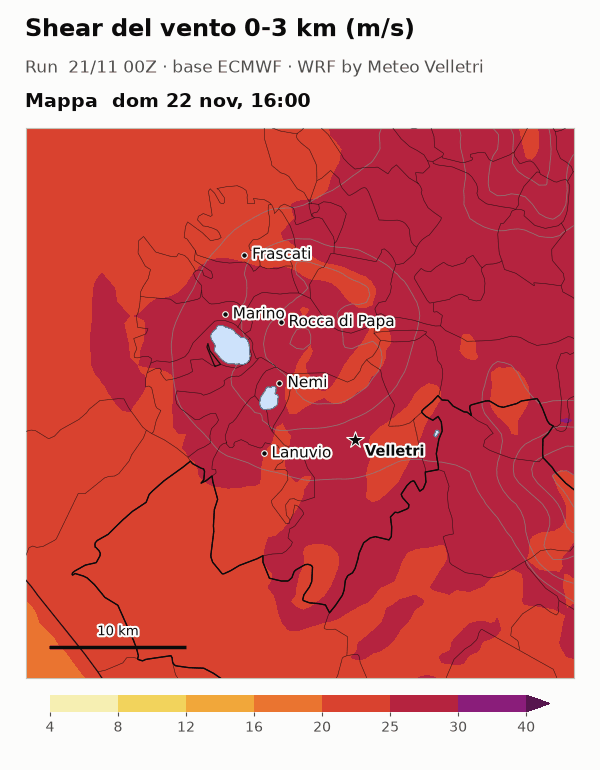 Shear del vento 0-3 km (m/s)
Run  21/11 00Z · base ECMWF · WRF by Meteo Velletri
Mappa  dom 22 nov, 16:00
Frascati
Marino
Rocca di Papa
Nemi
Velletri
Lanuvio
10 km
4 8 12 16 20 25 30 40